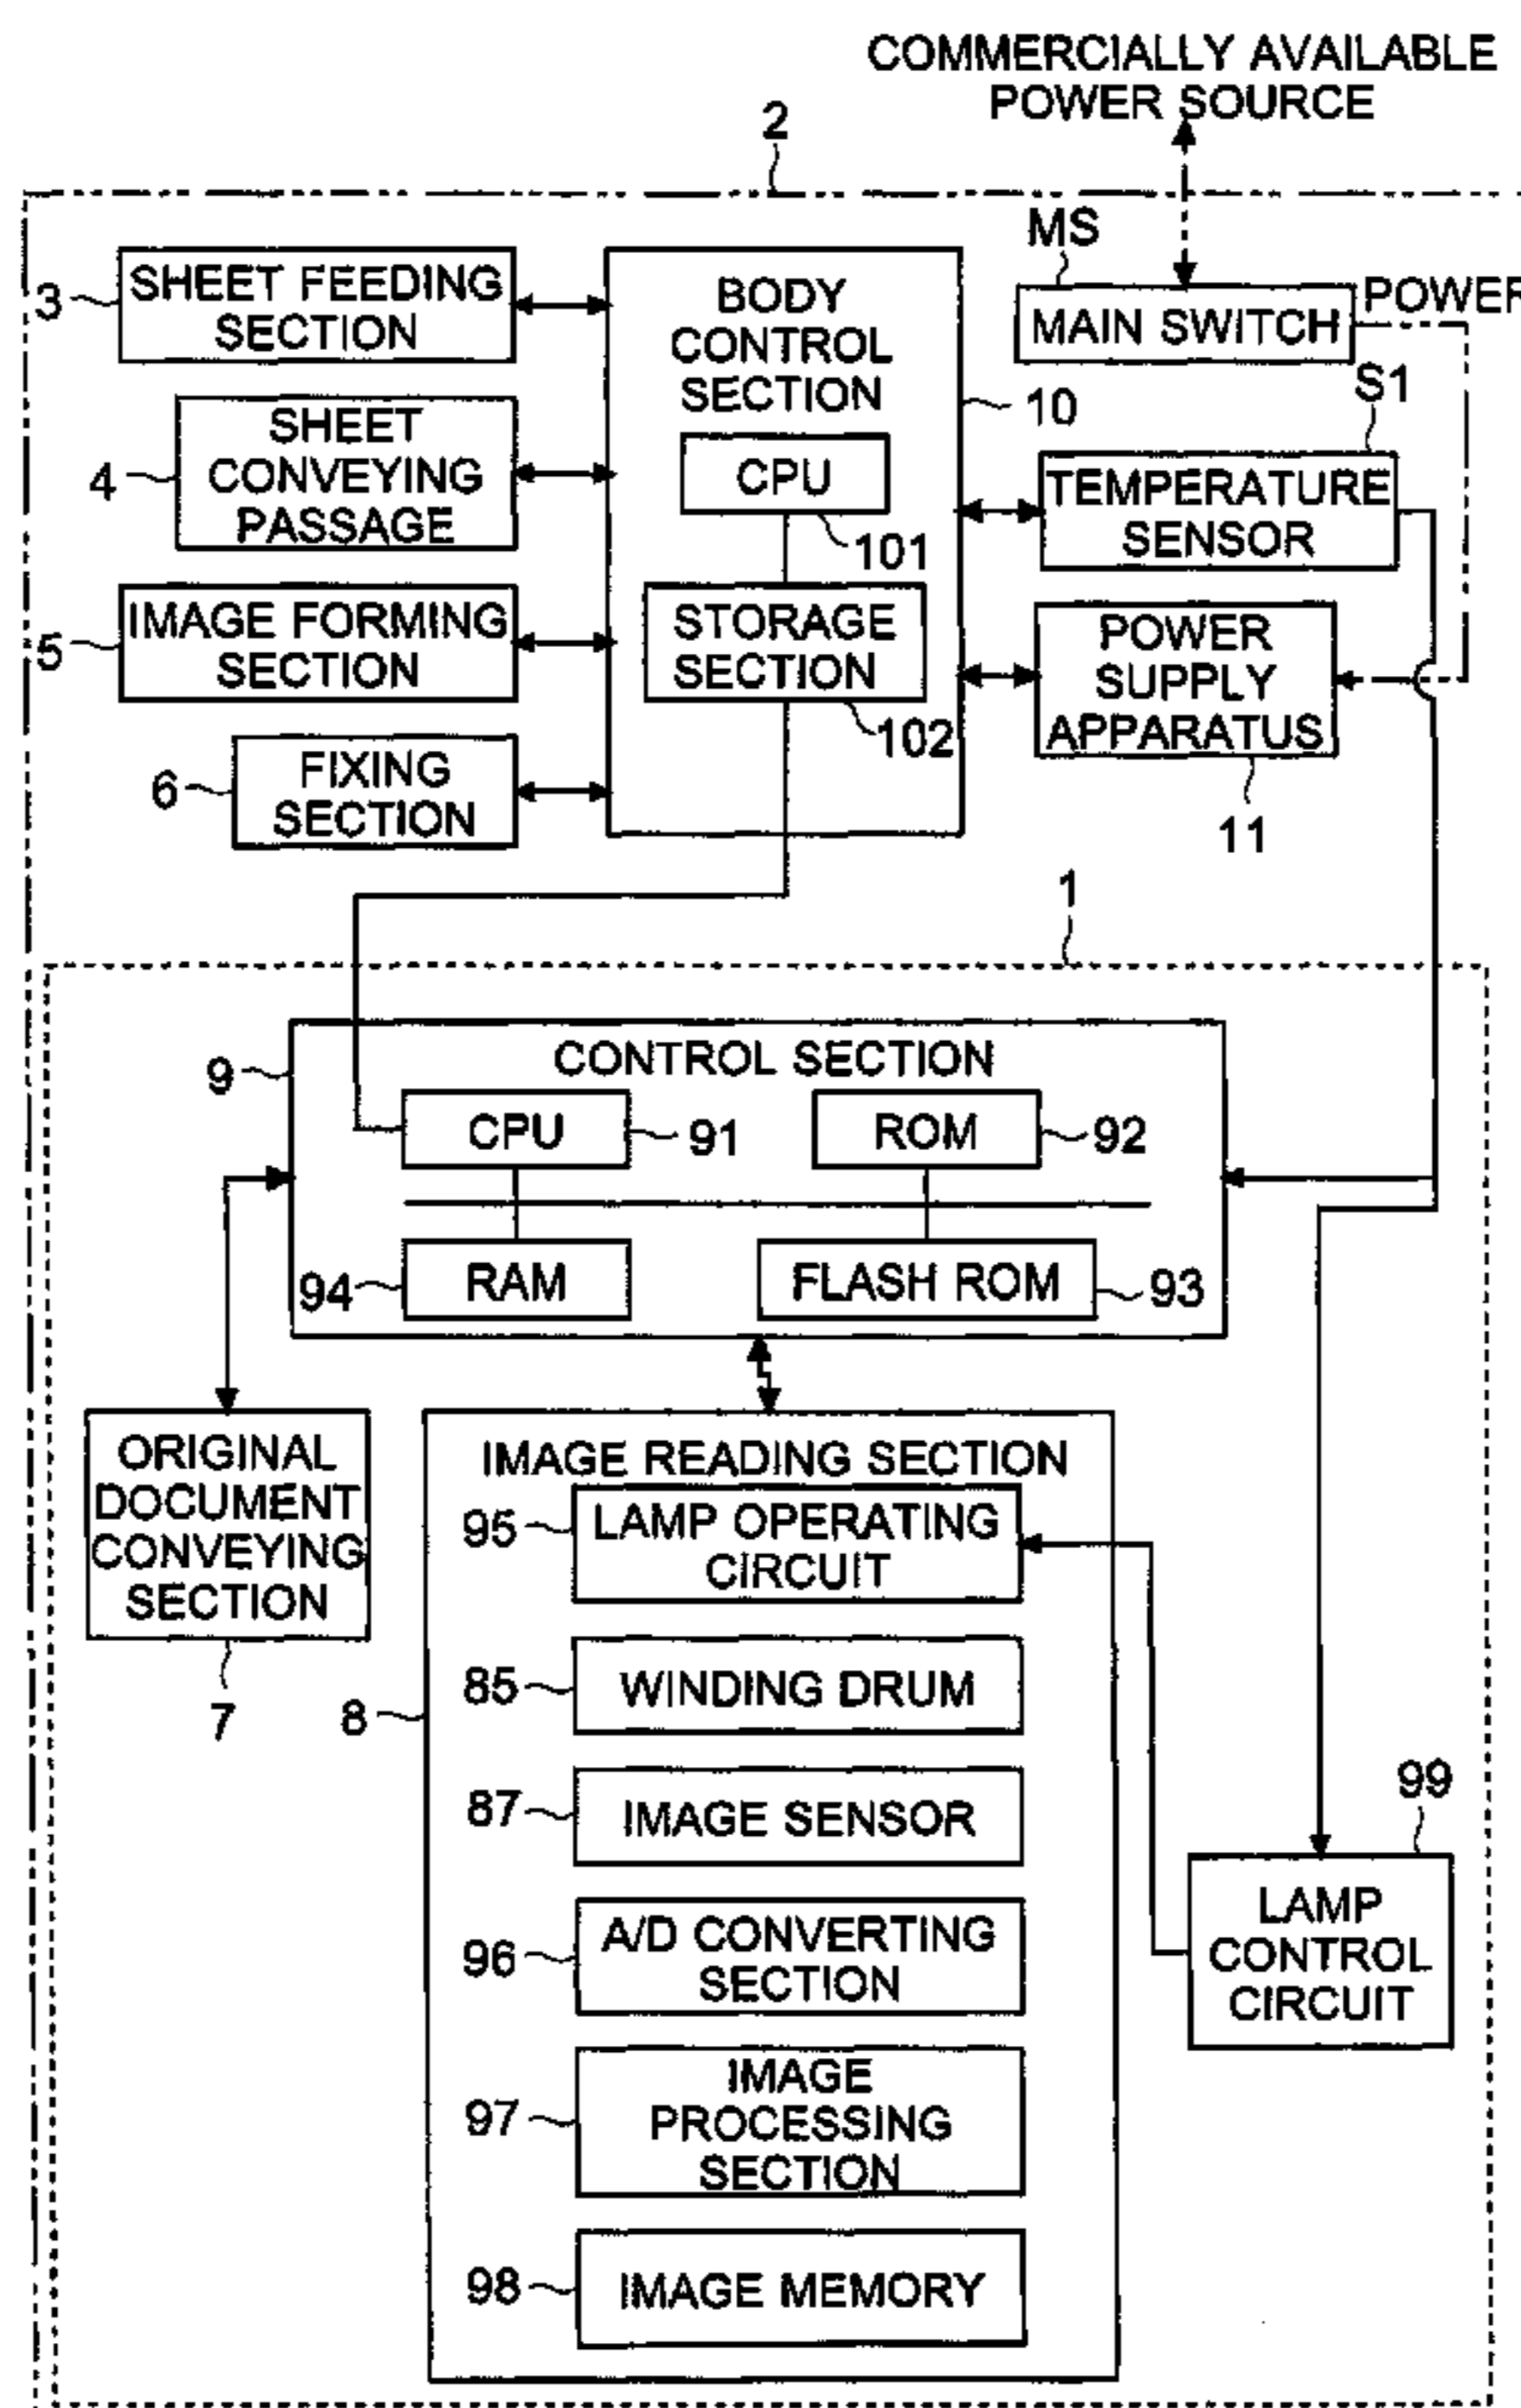 COMMERCIALLY AVAILABLE
POWER SOURCE
2
MS
MAIN SWITCH
POWER
3
SHEET FEEDING
SECTION
BODY
CONTROL
SECTION
10
S1
4
SHEET
CONVEYING
PASSAGE
CPU
101
TEMPERATURE
SENSOR
5
IMAGE FORMING
SECTION
STORAGE
SECTION
102
POWER
SUPPLY
APPARATUS
11
6
FIXING
SECTION
1
9
CONTROL SECTION
CPU
91
ROM
92
94
RAM
FLASH ROM
93
ORIGINAL
DOCUMENT
CONVEYING
SECTION
7
8
IMAGE READING SECTION
95
LAMP OPERATING
CIRCUIT
85
WINDING DRUM
87
IMAGE SENSOR
96
A/D CONVERTING
SECTION
97
IMAGE
PROCESSING
SECTION
98
IMAGE MEMORY
99
LAMP
CONTROL
CIRCUIT